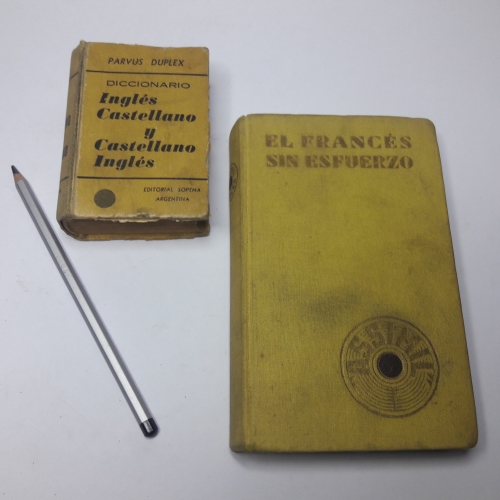 PARVUS DUPLEX
DICCIONARIO
Inglés
Castellano
y
Castellano
Inglés
EDITORIAL SOPENA
ARGENTINA
EL FRANCÉS
SIN ESFUERZO
ASSIMIL